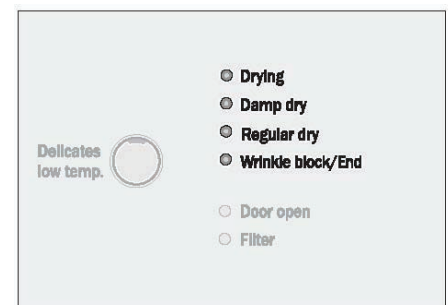 Drying
Damp dry
Regular dry
Wrinkle block/End
Delicates
low temp.
Door open
Filter